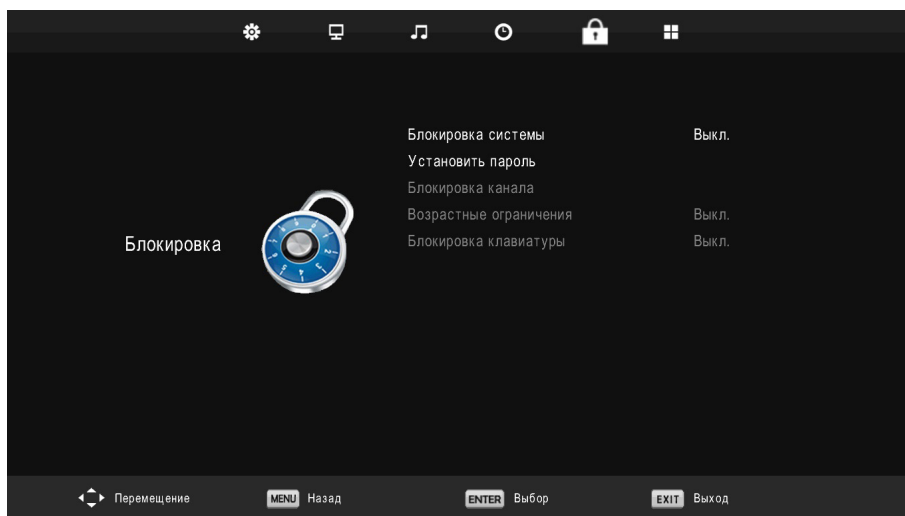 Блокировка системы Выкл.
Установить пароль
Блокировка канала
Возрастные ограничения Выкл.
Блокировка клавиатуры Выкл.
Блокировка
Перемещение MENU Назад ENTER Выбор EXIT Выход